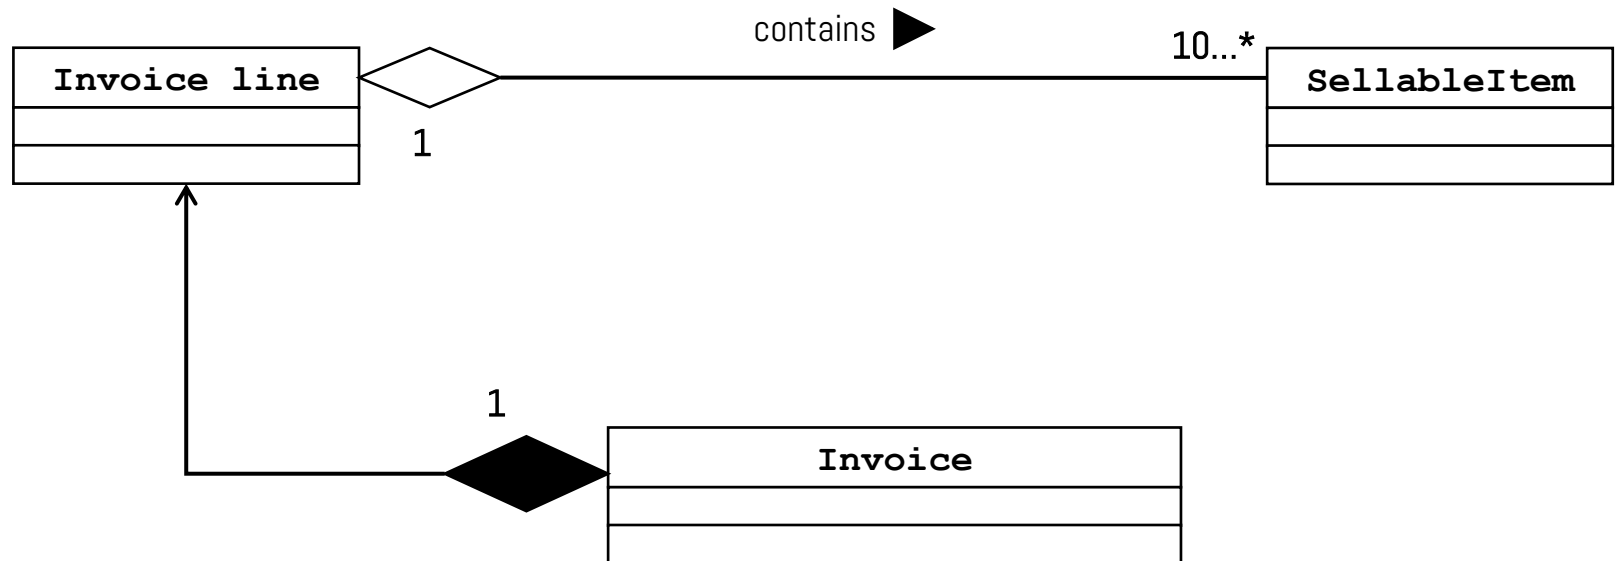 contains
10...*
Invoice line
SellableItem
1
1
Invoice